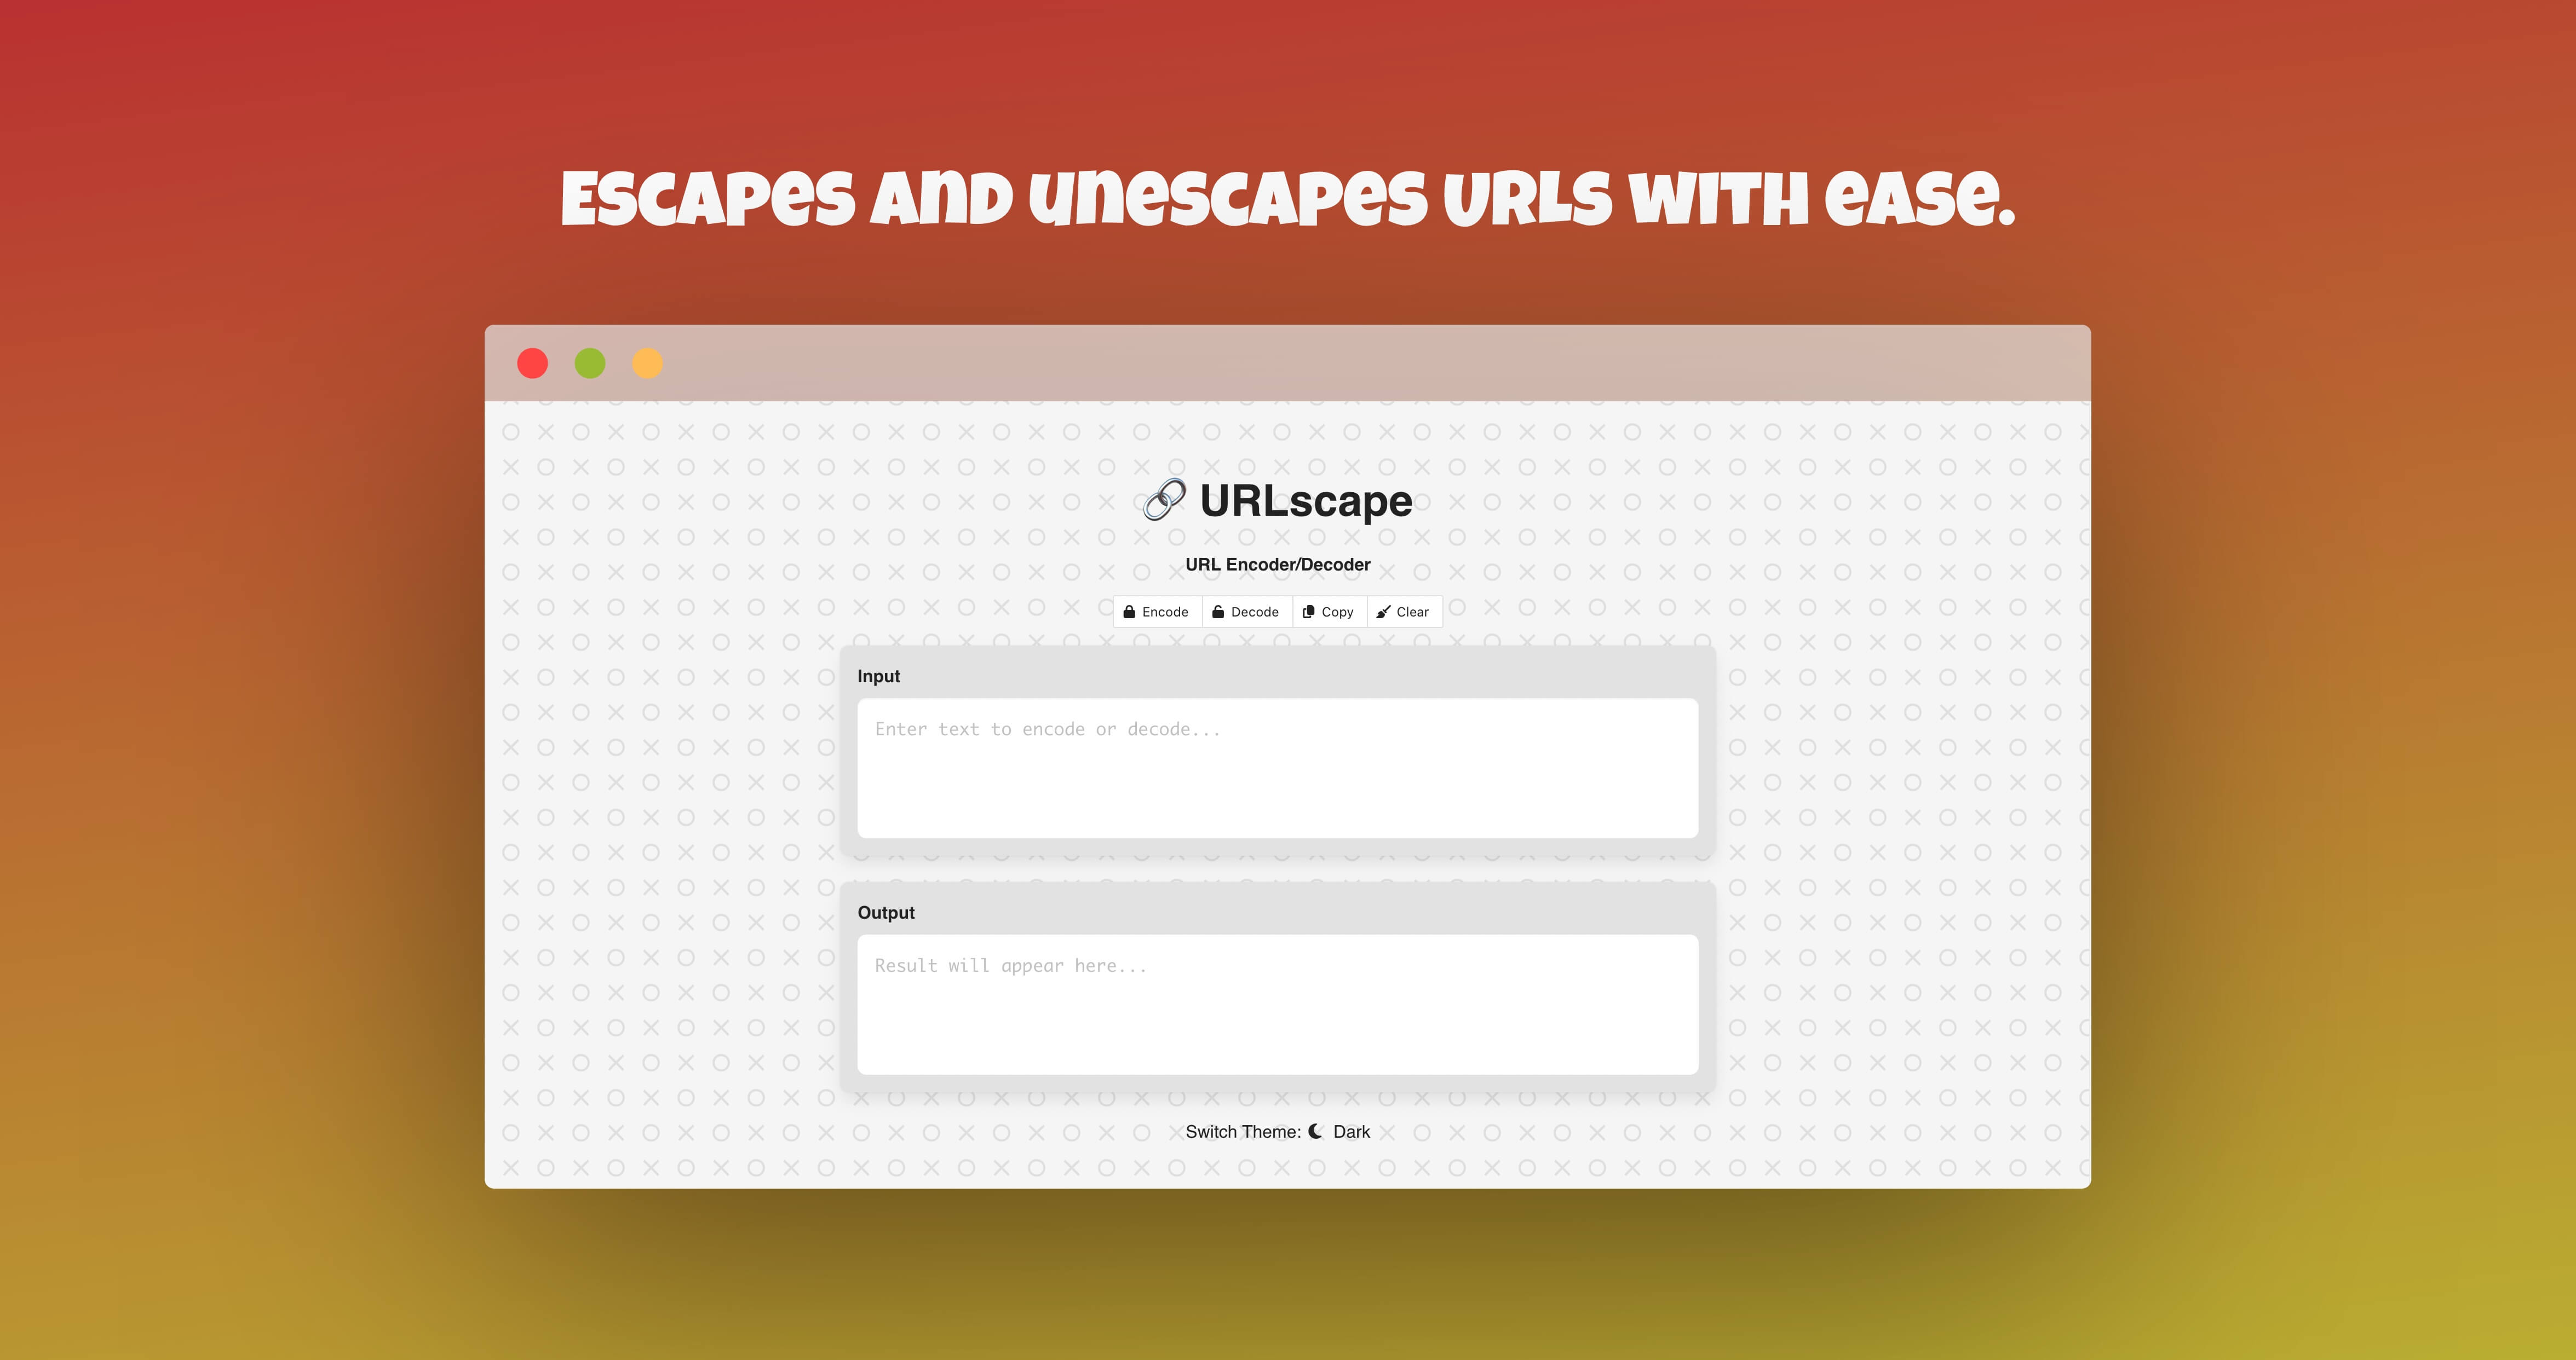 Escapes and unescapes URLs with ease.
URLscape
URL Encoder/Decoder
Encode Decode Copy Clear
Input
Enter text to encode or decode...
Output
Result will appear here...
Switch Theme: Dark